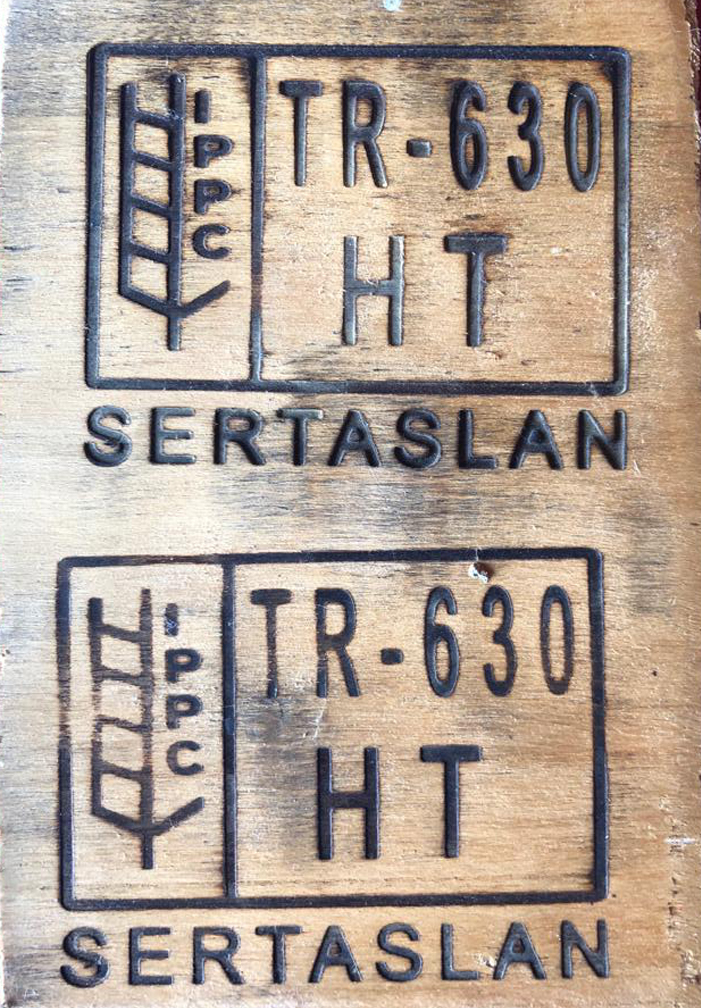 IPPC
TR-630
HT
SERTASLAN
IPPC
TR-630
HT
SERTASLAN